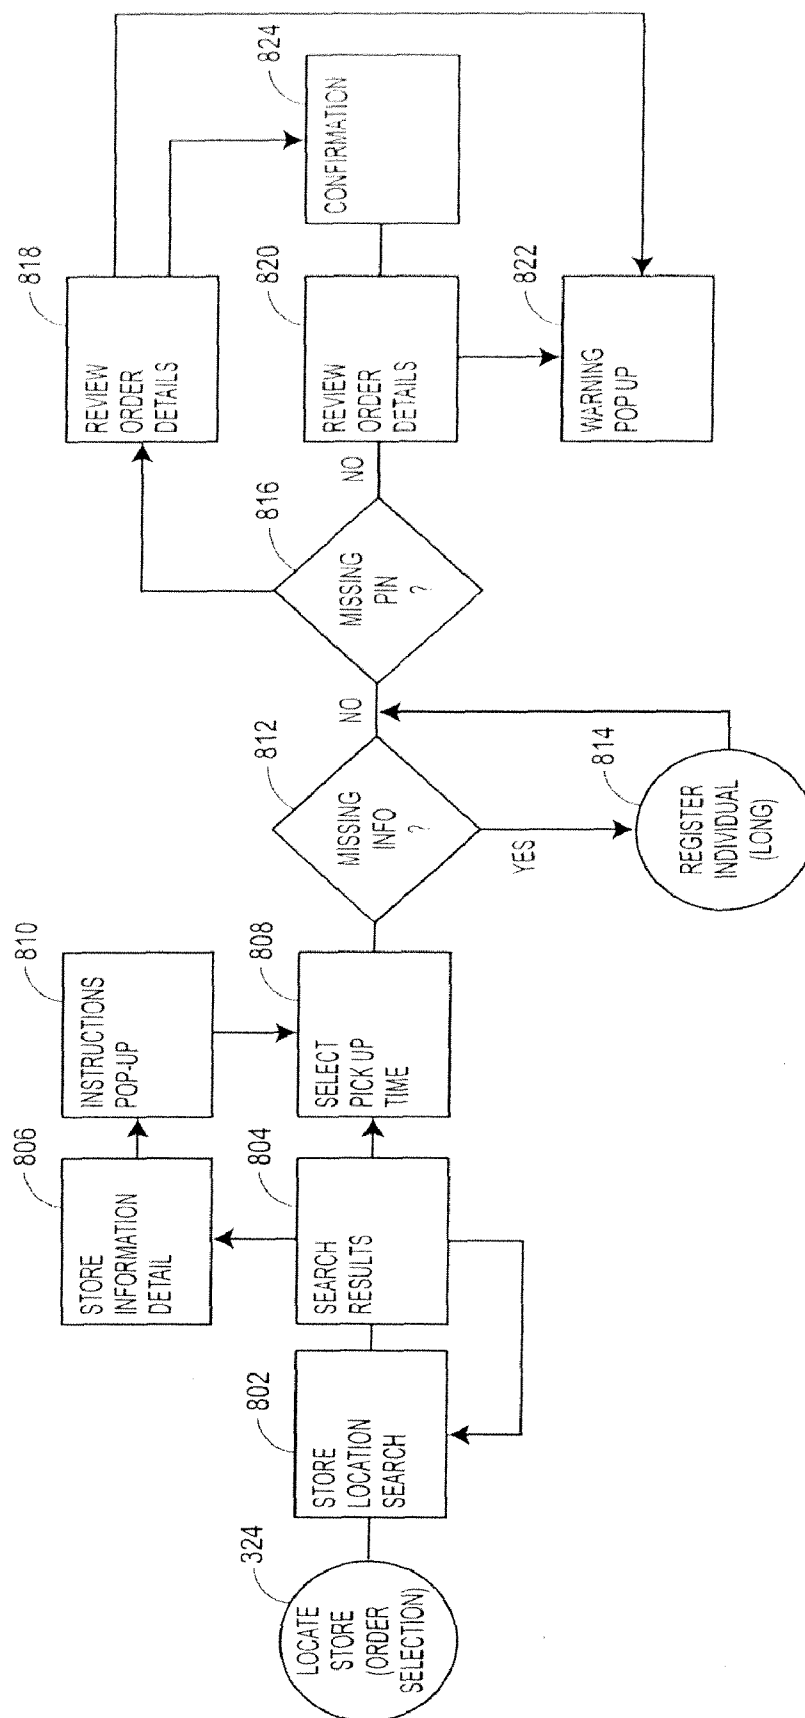 324
LOCATE
STORE
(ORDER
SELECTION)
802
STORE
LOCATION
SEARCH
804
SEARCH
RESULTS
806
STORE
INFORMATION
DETAIL
810
INSTRUCTIONS
POP-UP
808
SELECT
PICK UP
TIME
812
MISSING
INFO
?
YES
NO
814
REGISTER
INDIVIDUAL
(LONG)
816
MISSING
PIN
?
NO
818
REVIEW
ORDER
DETAILS
820
REVIEW
ORDER
DETAILS
822
WARNING
POP UP
824
CONFIRMATION